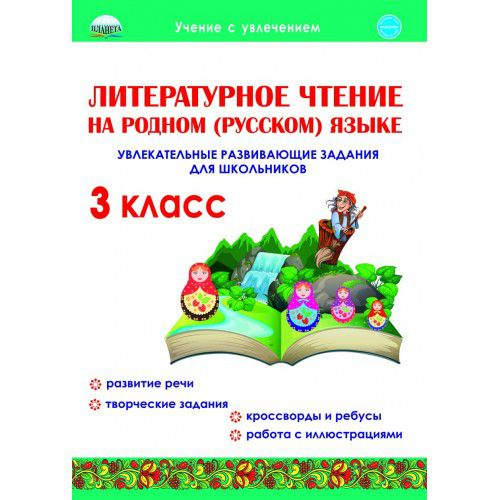 ПЛАНЕТА
Учение с увлечением
ЛИТЕРАТУРНОЕ ЧТЕНИЕ
НА РОДНОМ (РУССКОМ) ЯЗЫКЕ
УВЛЕКАТЕЛЬНЫЕ РАЗВИВАЮЩИЕ ЗАДАНИЯ
ДЛЯ ШКОЛЬНИКОВ
3 класс
развитие речи
творческие задания
кроссворды и ребусы
работа с иллюстрациями